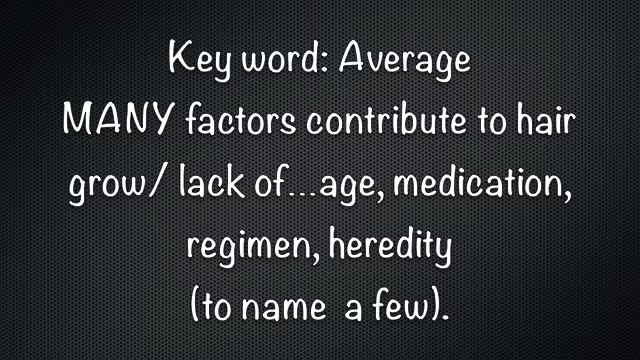 Key word: Average
MANY factors contribute to hair
grow/ lack of...age, medication,
regimen, heredity
(to name a few).